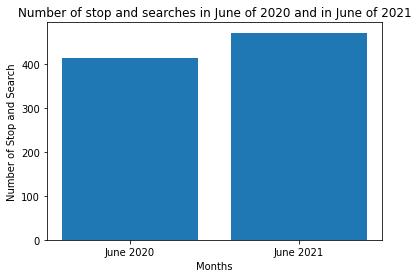 Number of stop and searches in June of 2020 and in June of 2021
Number of Stop and Search
400
300
200
100
0
June 2020
June 2021
Months